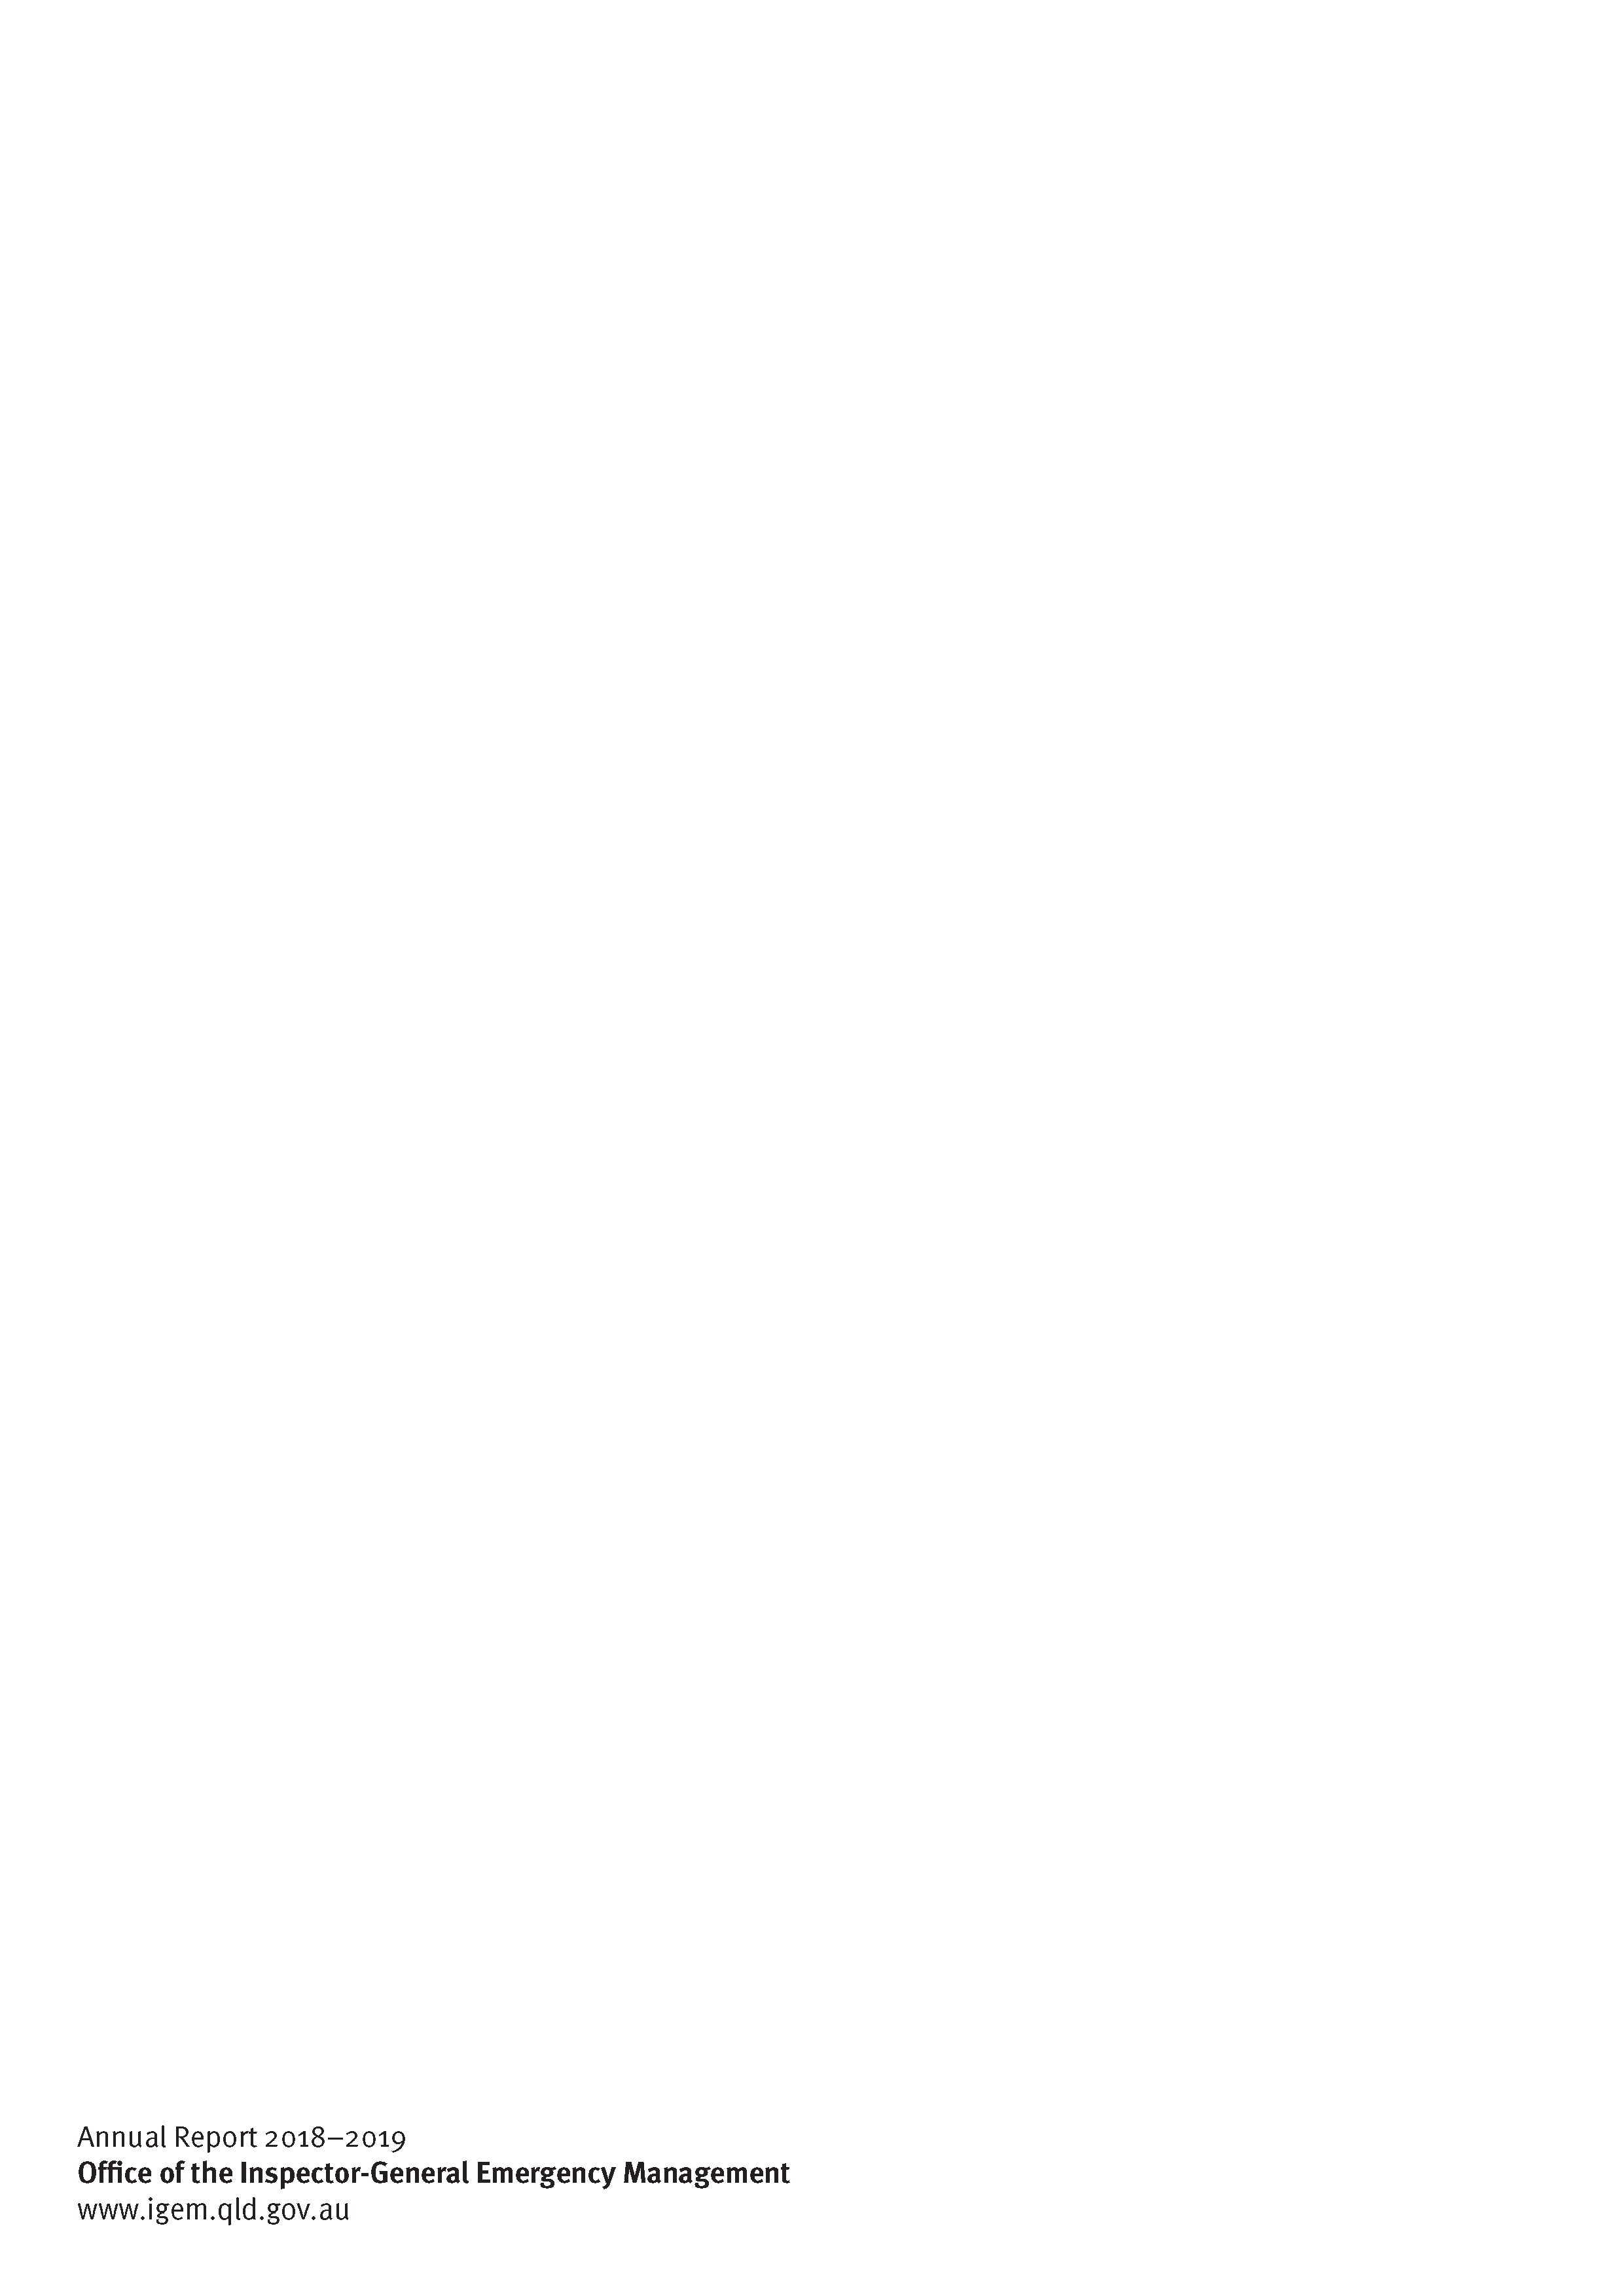 Annual Report 2018–2019
Office of the Inspector-General Emergency Management
www.igem.qld.gov.au